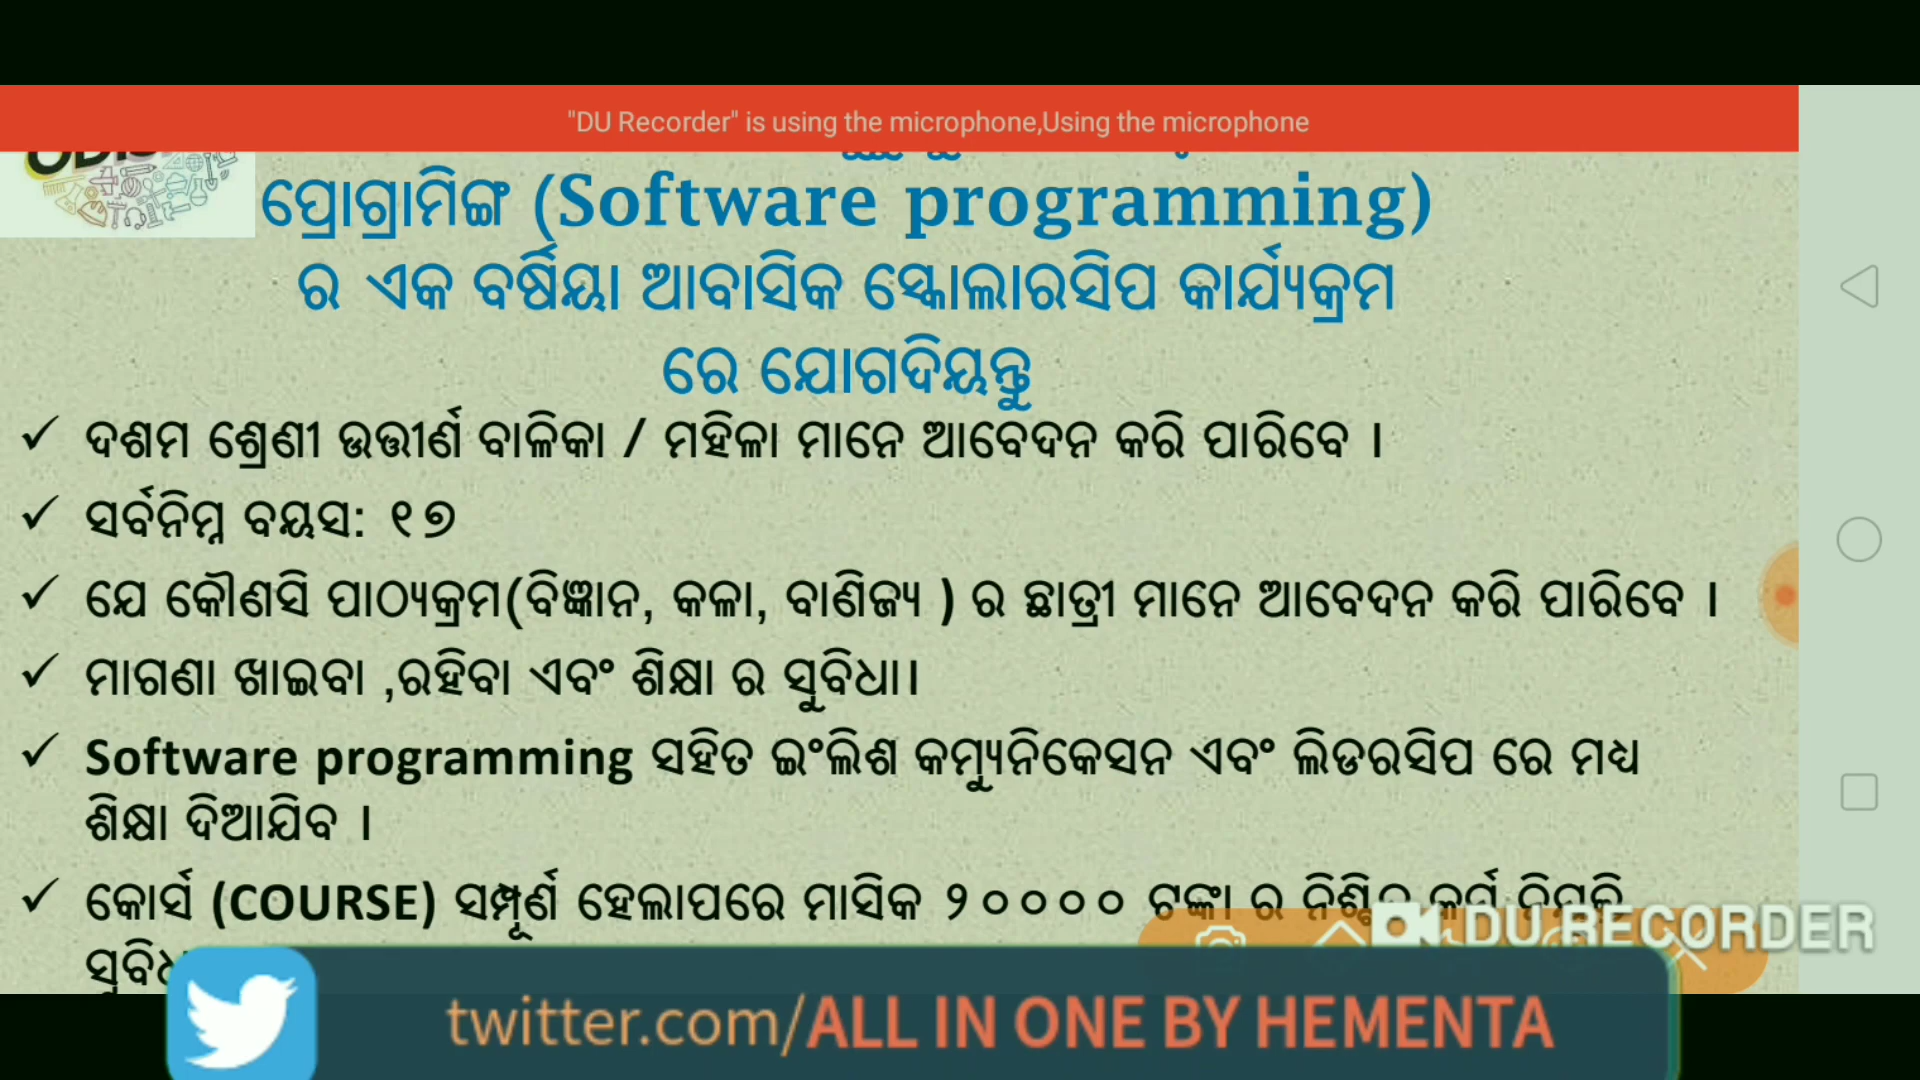 "DU Recorder" is using the microphone,Using the microphone
ପ୍ରୋଗ୍ରାମିଙ୍ଗ (Software programming)
ର ଏକ ବର୍ଷିୟା ଆବାସିକ ସ୍କୋଲାରସିପ କାର୍ଯ୍ୟକ୍ରମ
ରେ ଯୋଗଦିୟନ୍ତୁ
✓ ଦଶମ ଶ୍ରେଣୀ ଉତ୍ତୀର୍ଣ ବାଳିକା / ମହିଳା ମାନେ ଆବେଦନ କରି ପାରିବେ ।
✓ ସର୍ବନିମ୍ନ ବୟସ: ୧୭
✓ ଯେ କୌଣସି ପାଠ୍ୟକ୍ରମ(ବିଜ୍ଞାନ, କଳା, ବାଣିଜ୍ୟ ) ର ଛାତ୍ରୀ ମାନେ ଆବେଦନ କରି ପାରିବେ ।
✓ ମାଗଣା ଖାଇବା ,ରହିବା ଏବଂ ଶିକ୍ଷା ର ସୁବିଧା।
✓ Software programming ସହିତ ଇଂଲିଶ କମ୍ୟୁନିକେସନ ଏବଂ ଲିଡରସିପ ରେ ମଧ
ଶିକ୍ଷା ଦିଆଯିବ ।
✓ କୋର୍ସ (COURSE) ସମ୍ପୂର୍ଣ ହେଲାପରେ ମାସିକ ୨୦୦୦୦ ଟଙ୍କା ର
DU RECORDER
twitter.com/ALL IN ONE BY HEMENTA